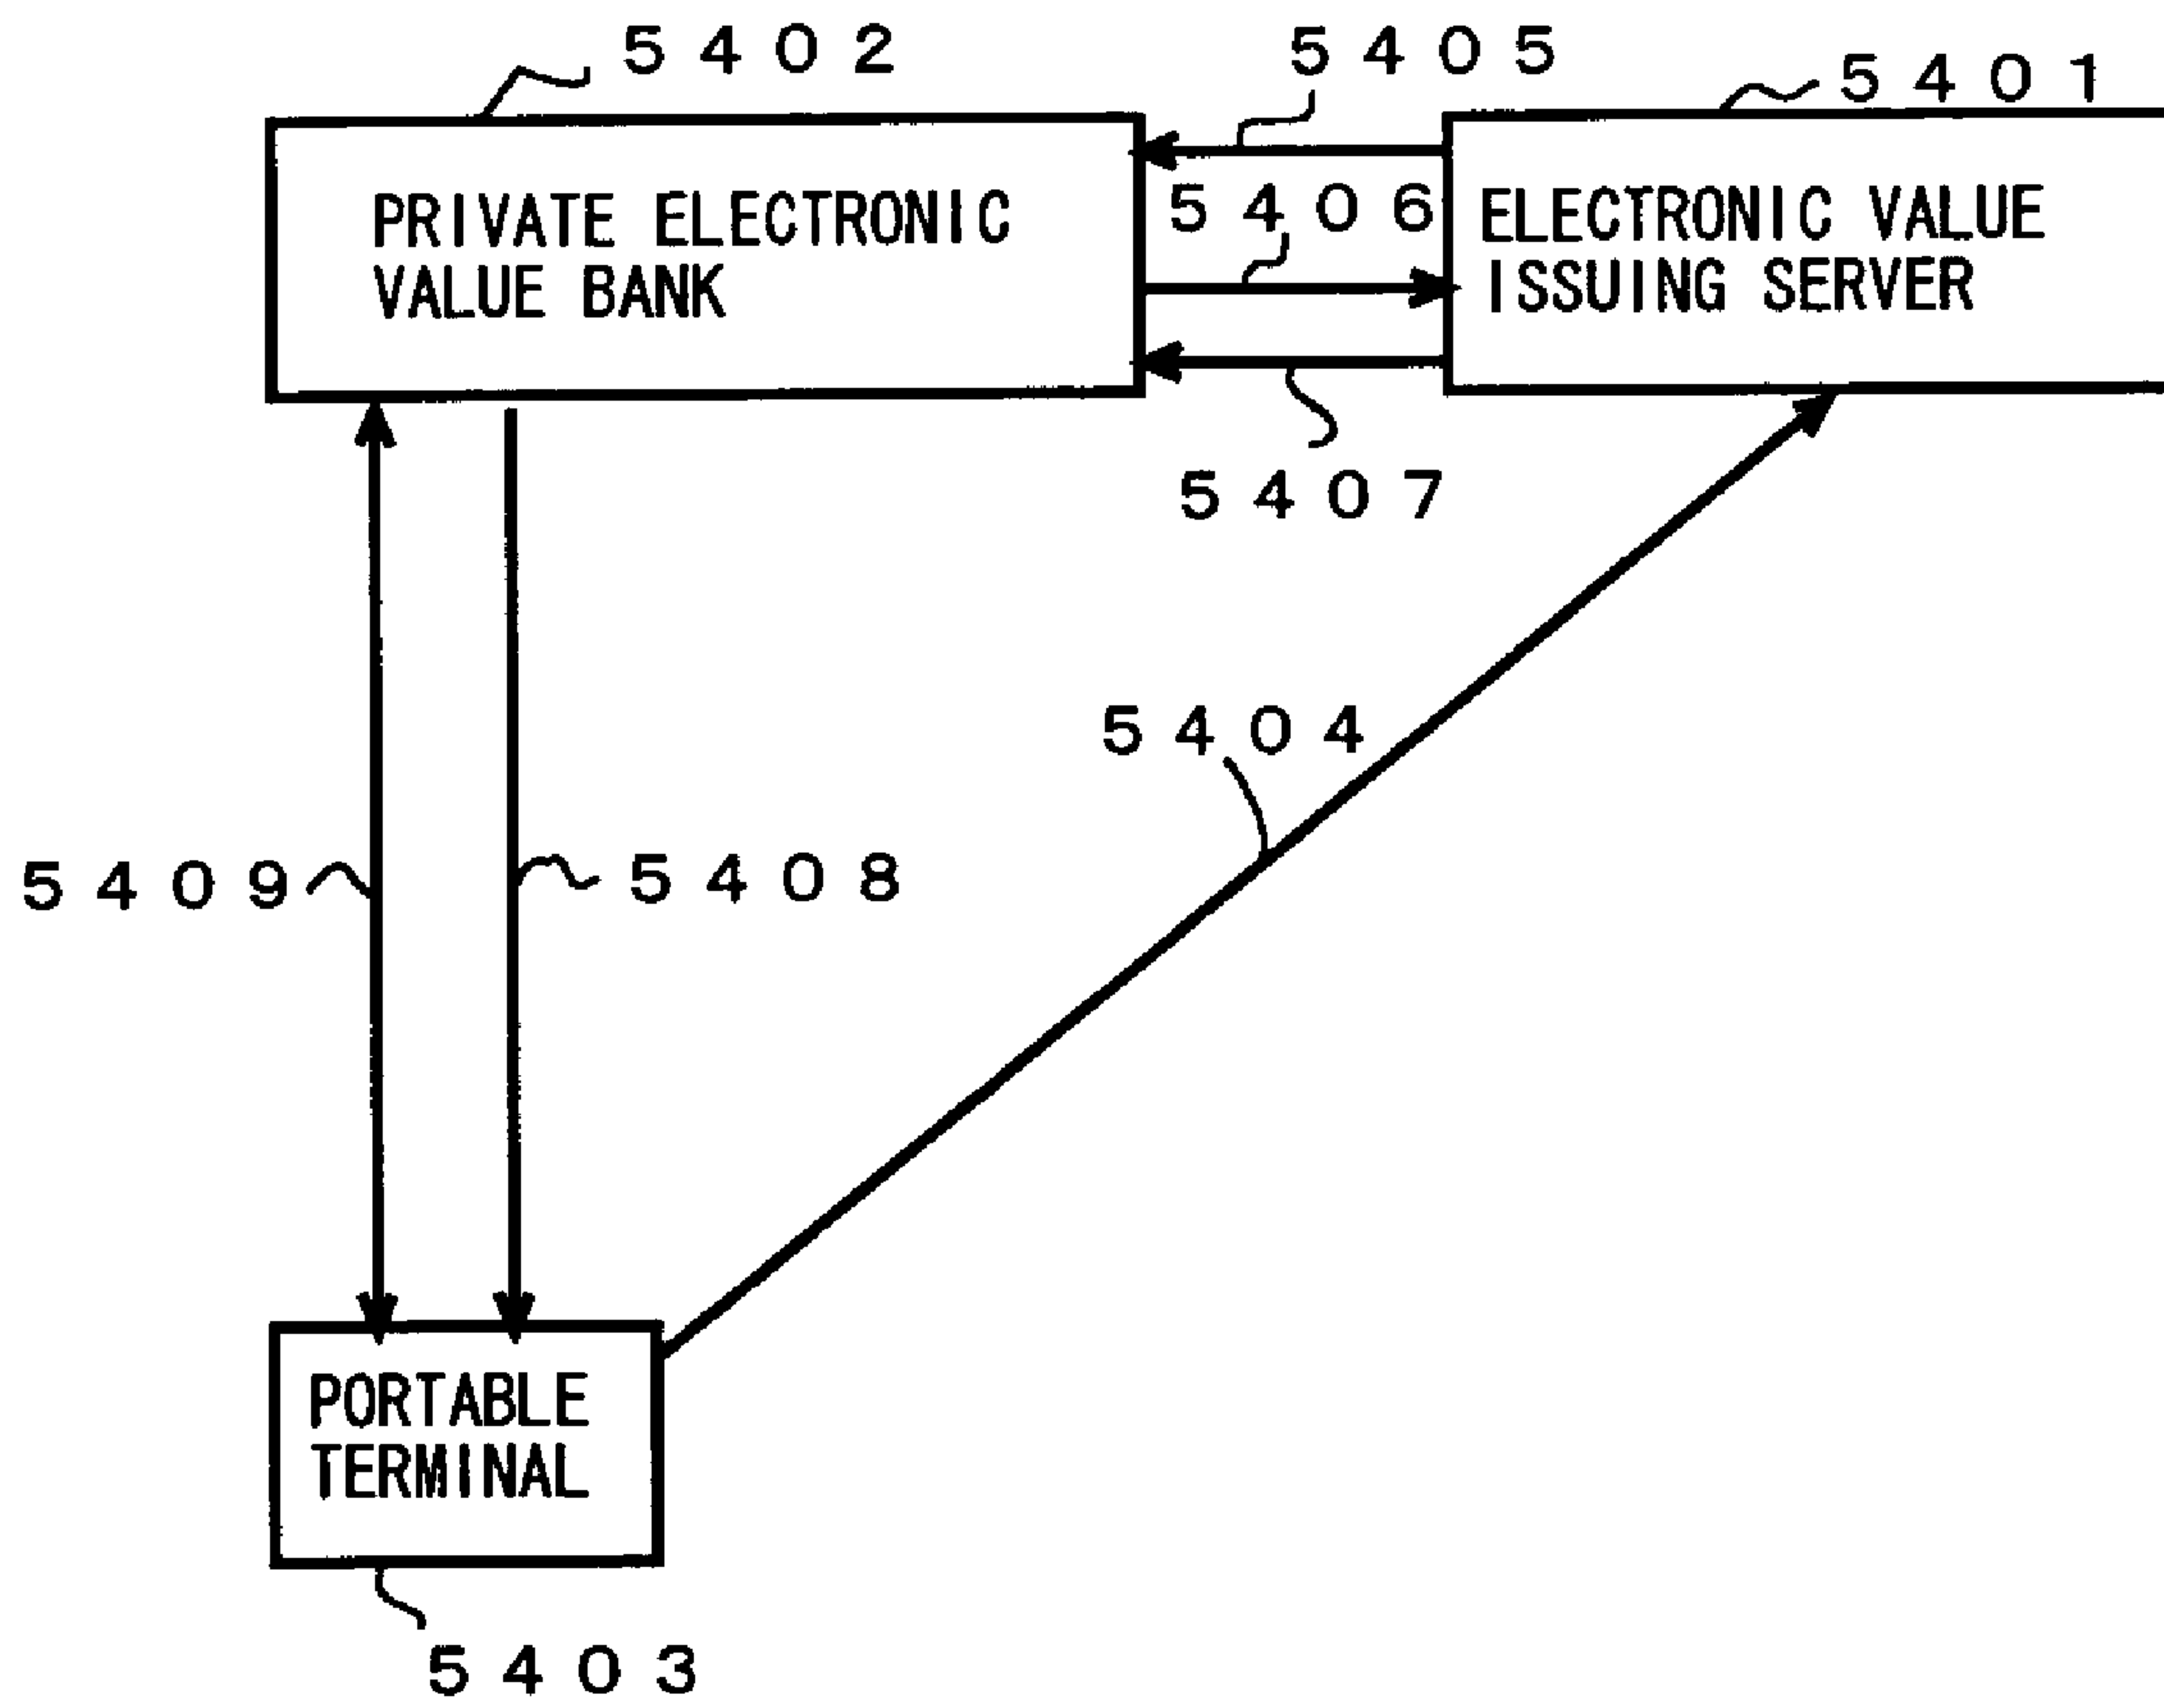 5402
5405
5401
PRIVATE ELECTRONIC
VALUE BANK
5406
ELECTRONIC VALUE
ISSUING SERVER
5407
5404
5409
5408
PORTABLE
TERMINAL
5403